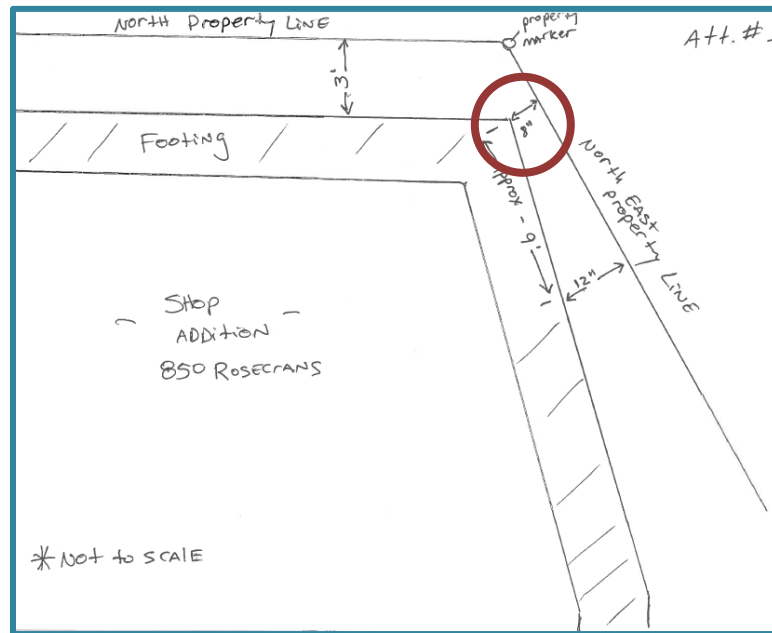 North Property Line
property
marker
Att. #
3'
8"
Footing
Approx - 9'
North East
property Line
12"
Shop
Addition
850 Rosecrans
* Not to Scale